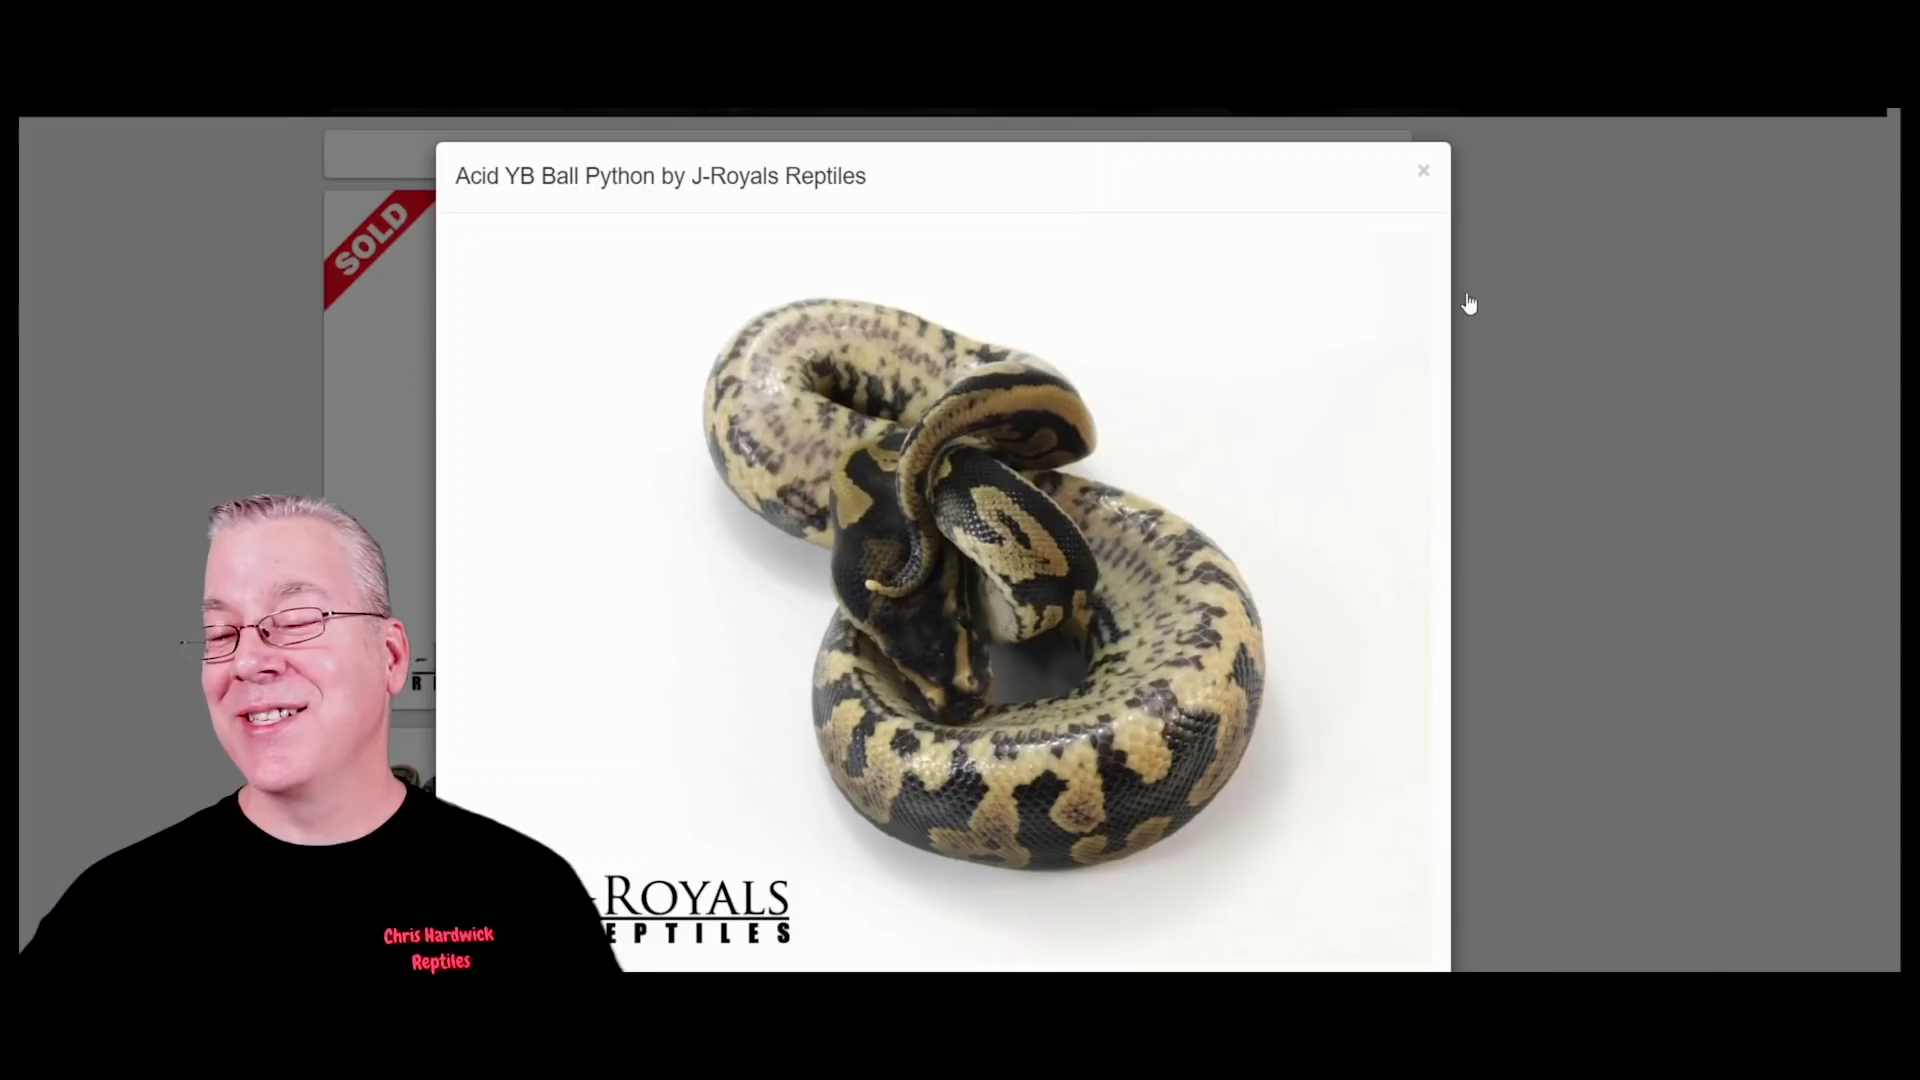 Acid YB Ball Python by J-Royals Reptiles
×
SOLD
R
-ROYALS
EPTILES
Chris Hardwick
Reptiles